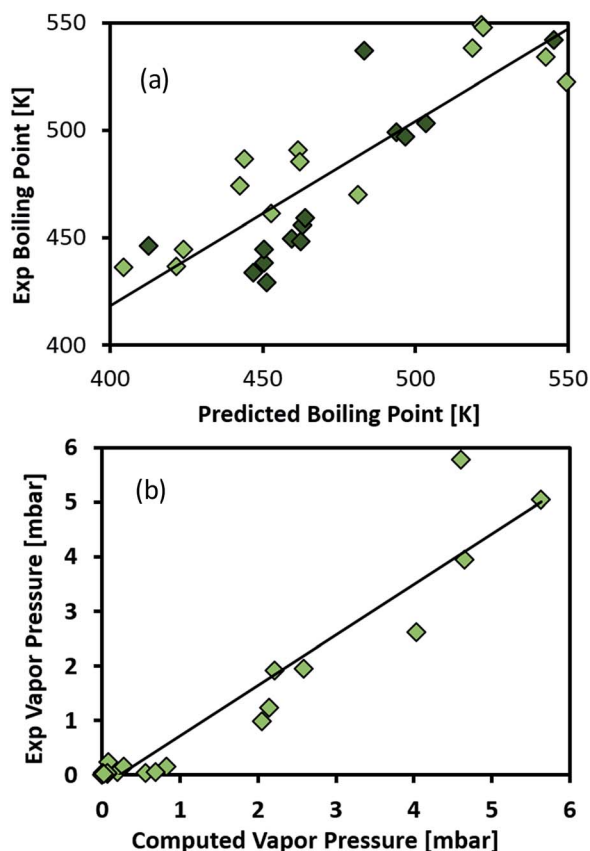 550
(a)
500
450
400
Exp Boiling Point [K]
400 450 500 550
Predicted Boiling Point [K]
6
(b)
5
4
3
2
1
0
Exp Vapor Pressure [mbar]
0 1 2 3 4 5 6
Computed Vapor Pressure [mbar]